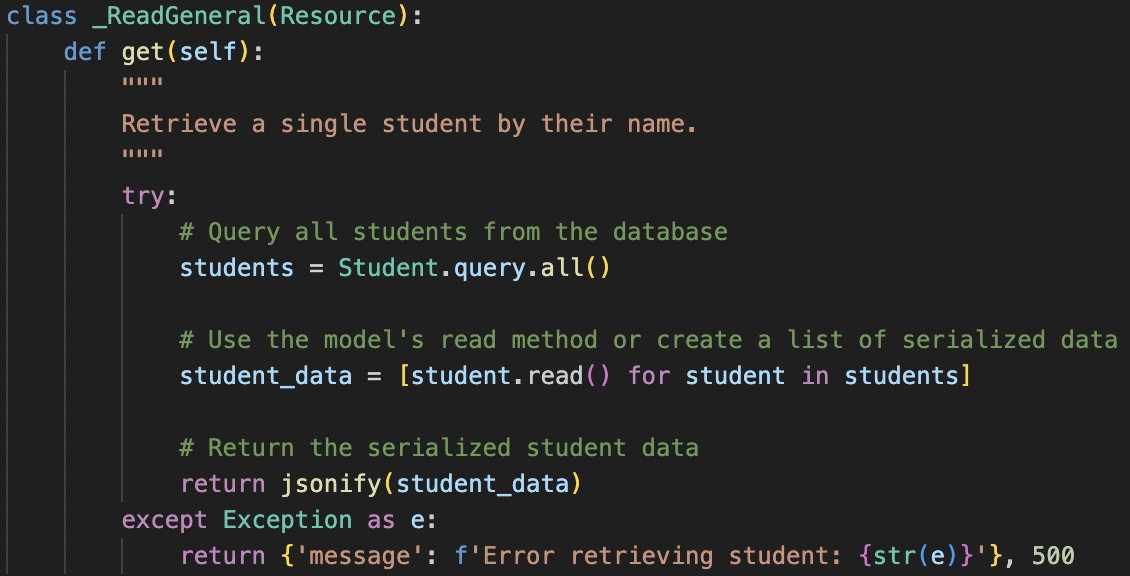 class _ReadGeneral(Resource):
    def get(self):
        """
        Retrieve a single student by their name.
        """
        try:
            # Query all students from the database
            students = Student.query.all()

            # Use the model's read method or create a list of serialized data
            student_data = [student.read() for student in students]

            # Return the serialized student data
            return jsonify(student_data)
        except Exception as e:
            return {'message': f'Error retrieving student: {str(e)}'}, 500